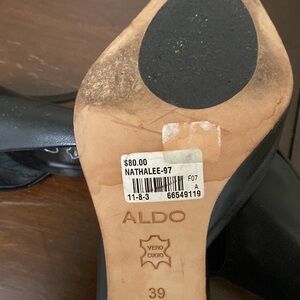 $80.00
NATHALEE-97
F07
A
11-8-3 66549119
ALDO
VERO
CUOIO
39